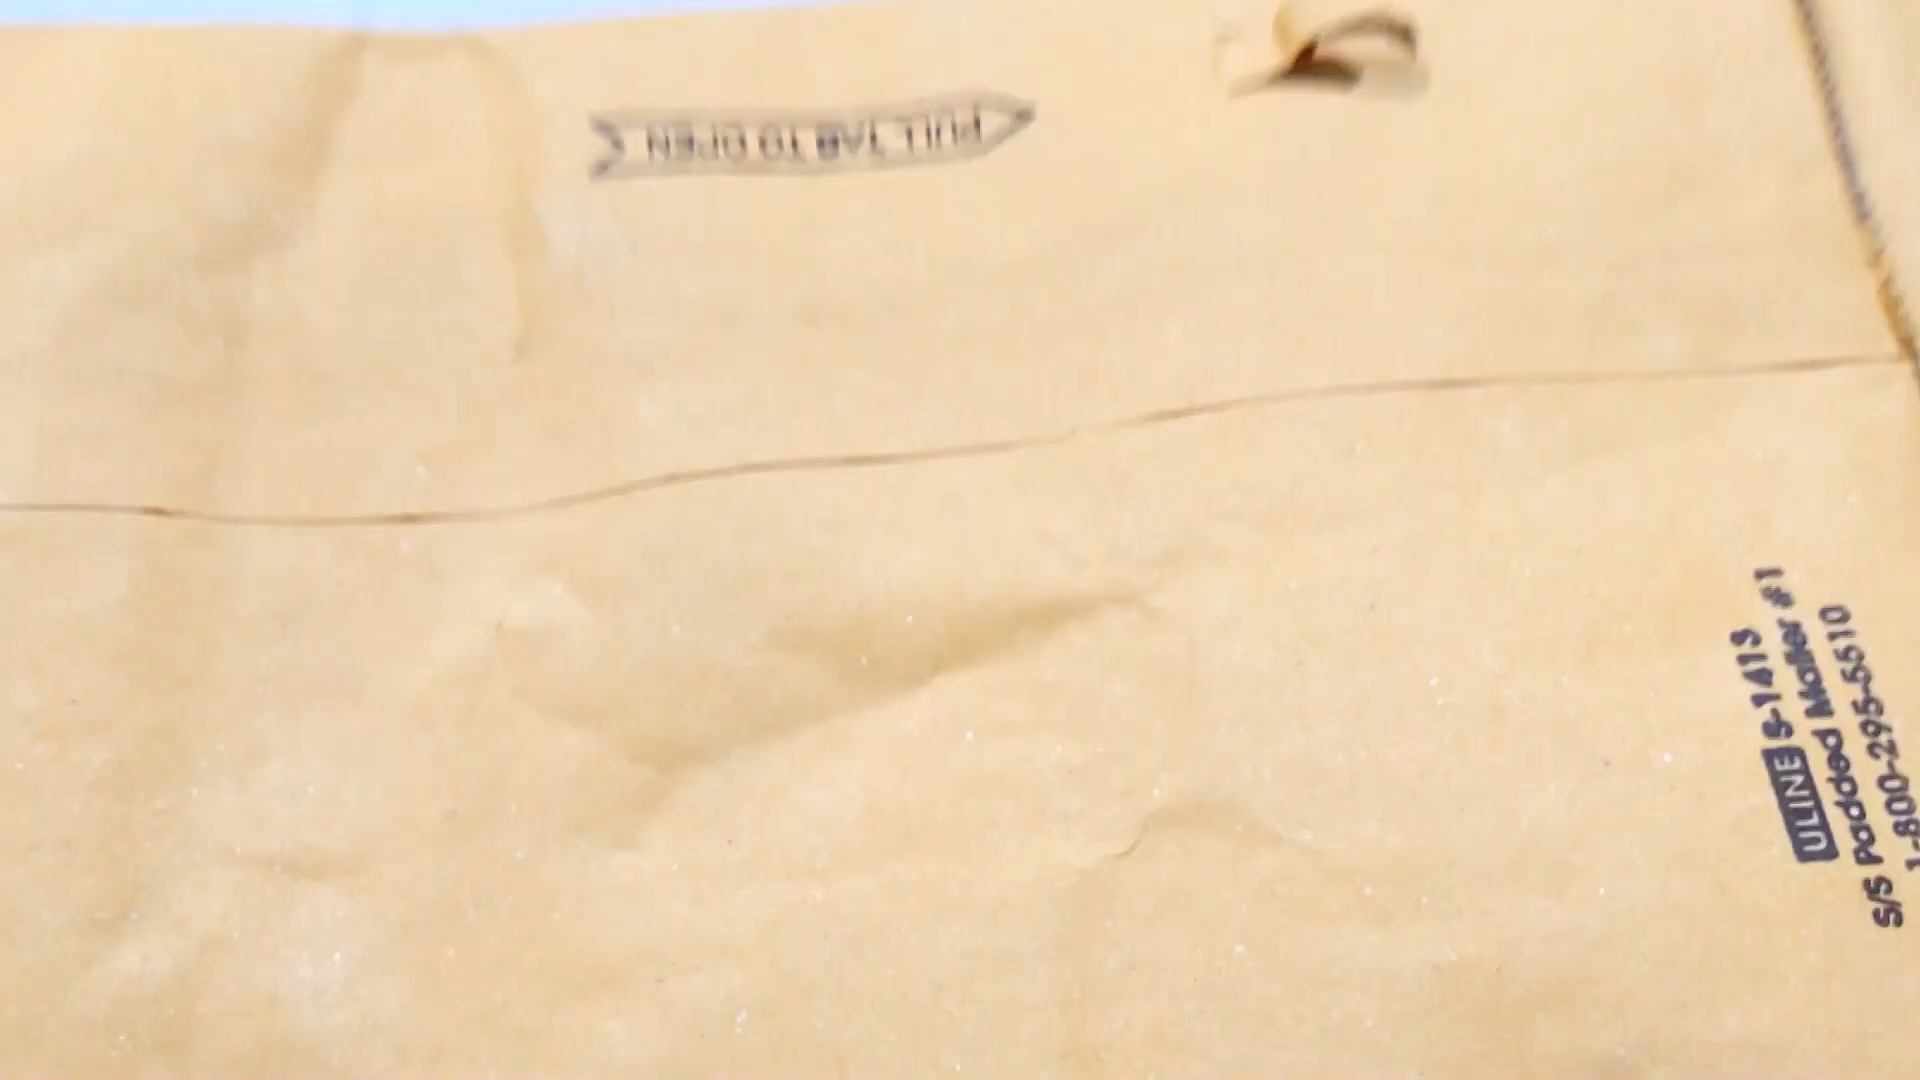 PULL TAB TO OPEN
ULINE S-1413
S/S Padded Mailer #1
1-800-295-5510